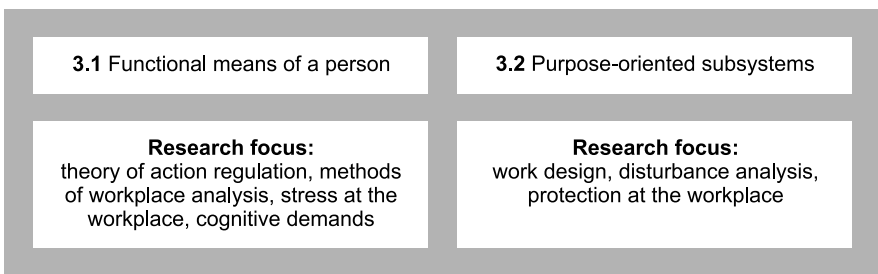 3.1 Functional means of a person
3.2 Purpose-oriented subsystems
Research focus:
theory of action regulation, methods
of workplace analysis, stress at the
workplace, cognitive demands
Research focus:
work design, disturbance analysis,
protection at the workplace